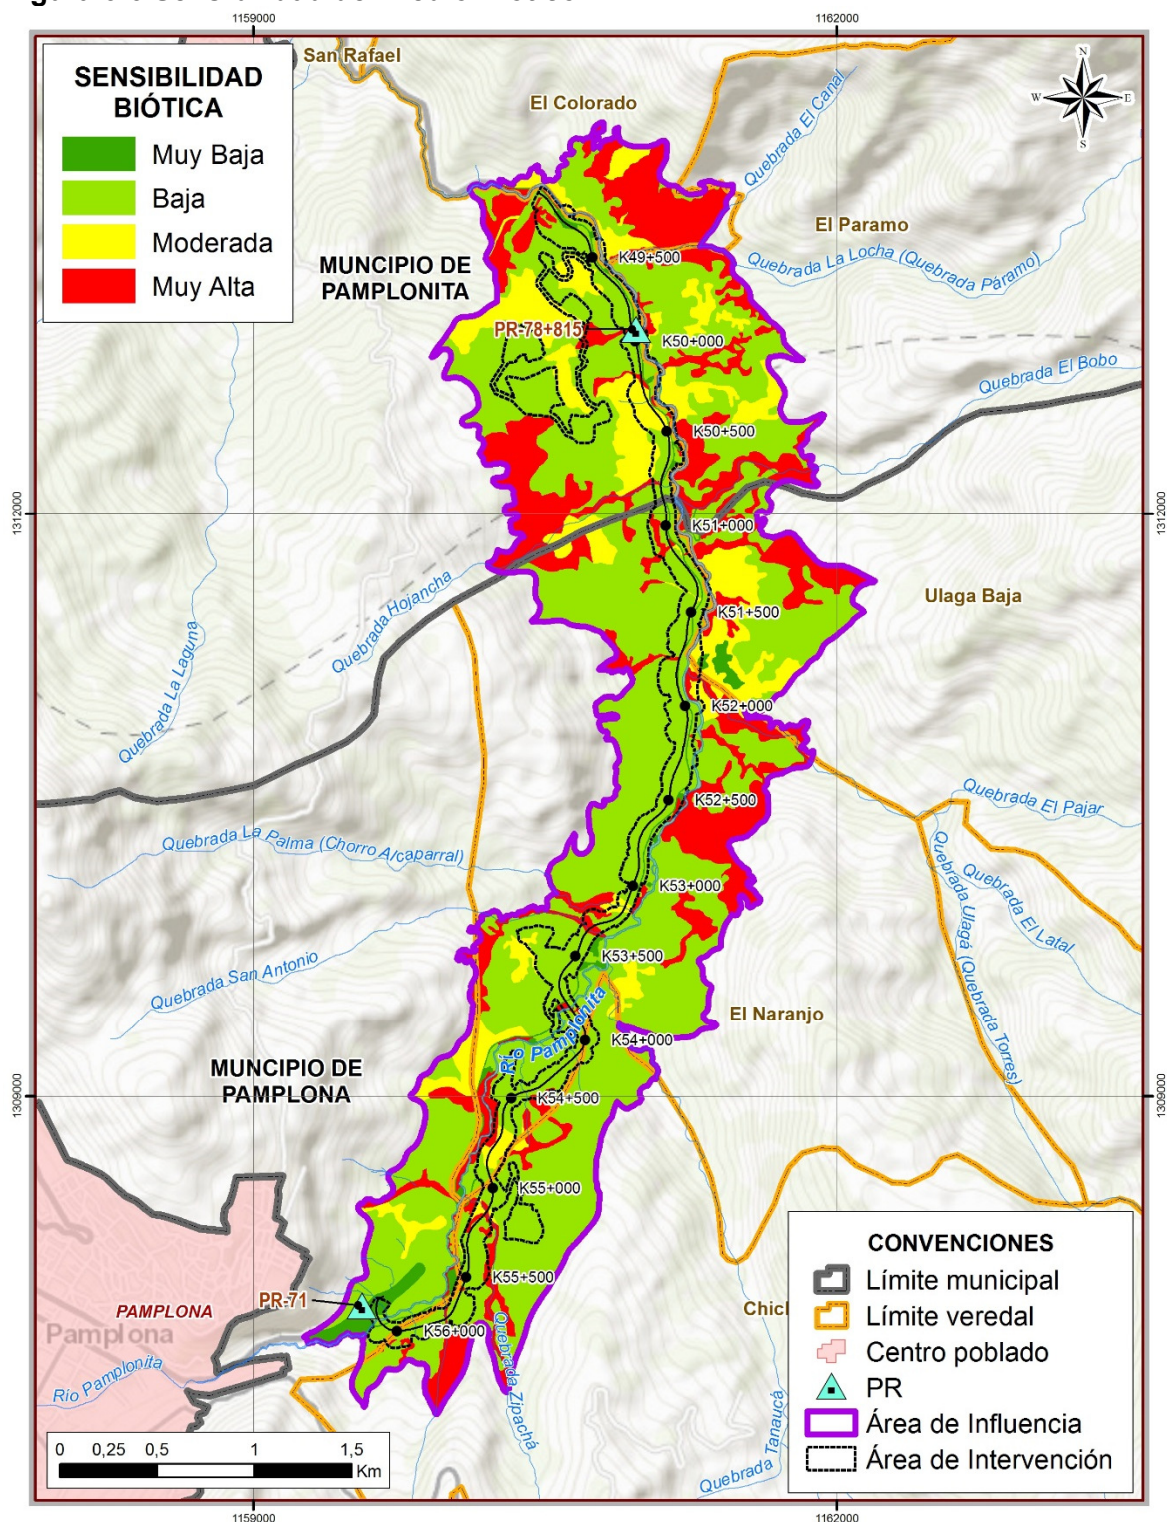 1159000
1162000
San Rafael
El Colorado
SENSIBILIDAD
BIÓTICA
Muy Baja
Baja
Moderada
Muy Alta
N
W
E
S
Quebrada El Canal
El Paramo
Quebrada La Locha (Quebrada Páramo)
MUNCIPIO DE
PAMPLONITA
K49+500
PR-78+815
K50+000
Quebrada El Bobo
K50+500
1312000
1312000
K51+000
Quebrada Hojancha
Ulaga Baja
K51+500
Quebrada La Laguna
K52+000
Quebrada El Pajar
K52+500
Quebrada La Palma (Chorro Alcaparral)
Quebrada Ulagá (Quebrada Torres)
Quebrada El Latal
K53+000
K53+500
Quebrada San Antonio
Río Pamplonita
El Naranjo
K54+000
MUNCIPIO DE
PAMPLONA
1309000
1309000
K54+500
K55+000
K55+500
PR-71
PAMPLONA
Pamplona
K56+000
Río Pamplonita
Quebrada Zipachá
Quebrada Tanaucá
CONVENCIONES
Límite municipal
Límite veredal
Centro poblado
PR
Área de Influencia
Área de Intervención
0 0,25 0,5 1 1,5
Km
1159000
1162000